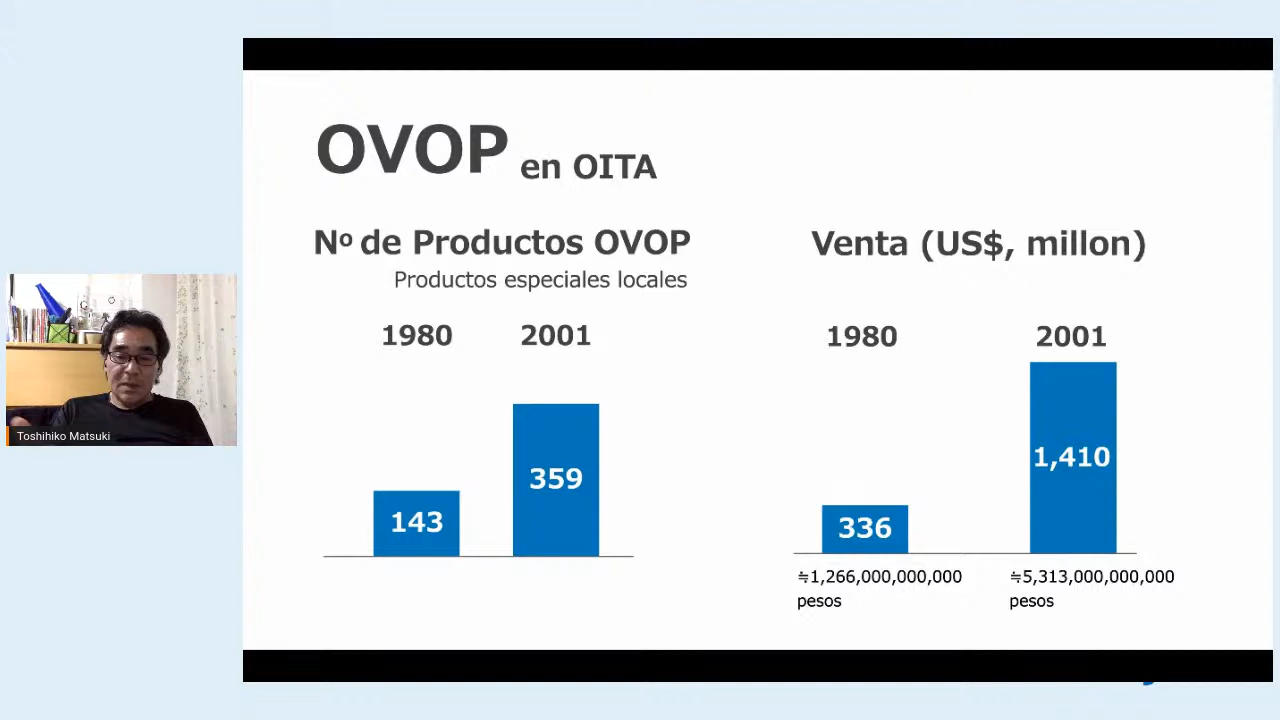 OVOP en OITA
Nº de Productos OVOP
Productos especiales locales
1980 2001
143
359
Venta (US$, millon)
1980 2001
336
1,410
≒1,266,000,000,000
pesos
≒5,313,000,000,000
pesos
Toshihiko Matsuki